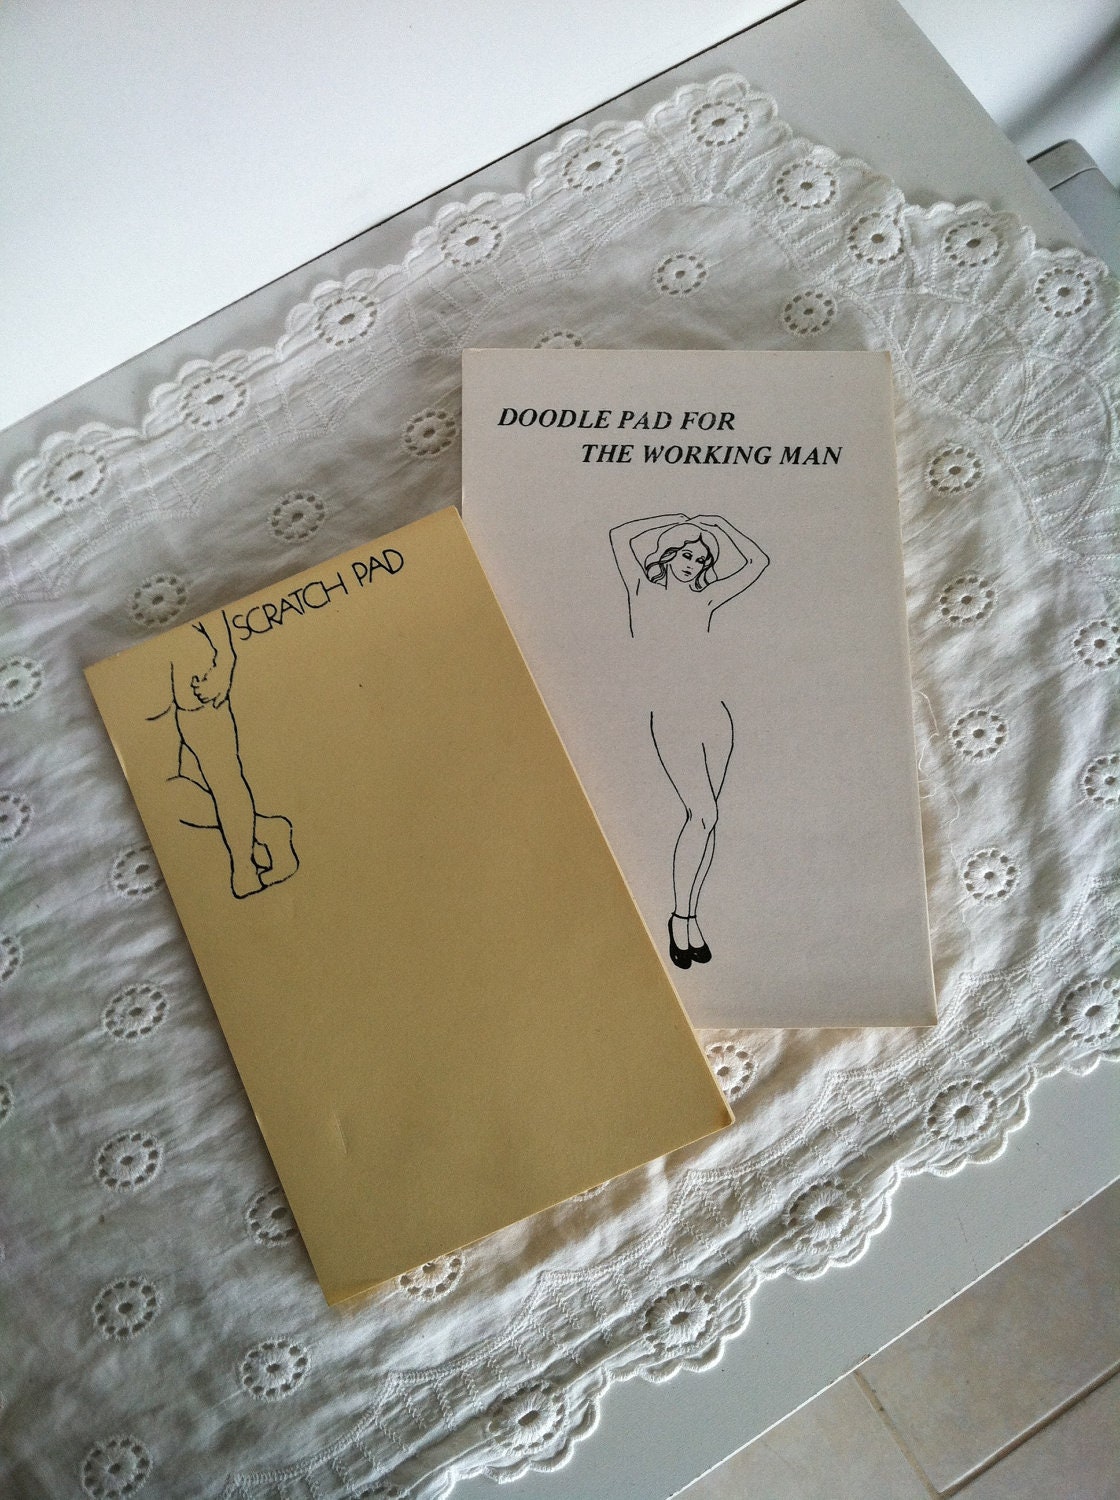 DOODLE PAD FOR
THE WORKING MAN
SCRATCH PAD